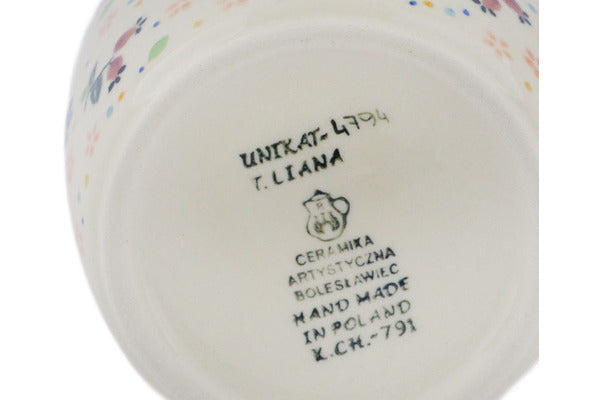 UNIKAT-4794
T. LIANA
CERAMIKA
ARTYSTYCZNA
BOLESŁAWIEC
HAND MADE
IN POLAND
K.CH.-791